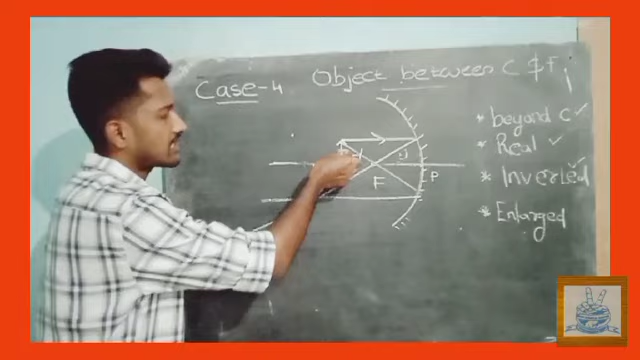 Case-4 Object between C & F
* beyond C ✓
* Real ✓
* Inverted ✓
* Enlarged
F
P